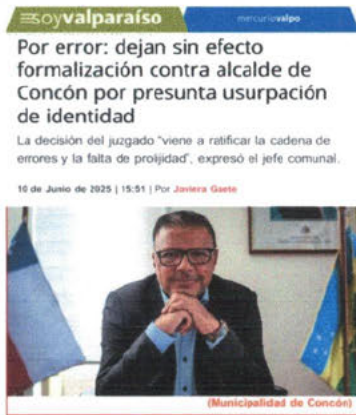 soyvalparaíso
mercuriovalpo
Por error: dejan sin efecto
formalización contra alcalde de
Concón por presunta usurpación
de identidad
La decisión del juzgado "viene a ratificar la cadena de
errores y la falta de prolijidad", expresó el jefe comunal.
10 de Junio de 2025 | 15:51 | Por Javiera Gaete
(Municipalidad de Concón)